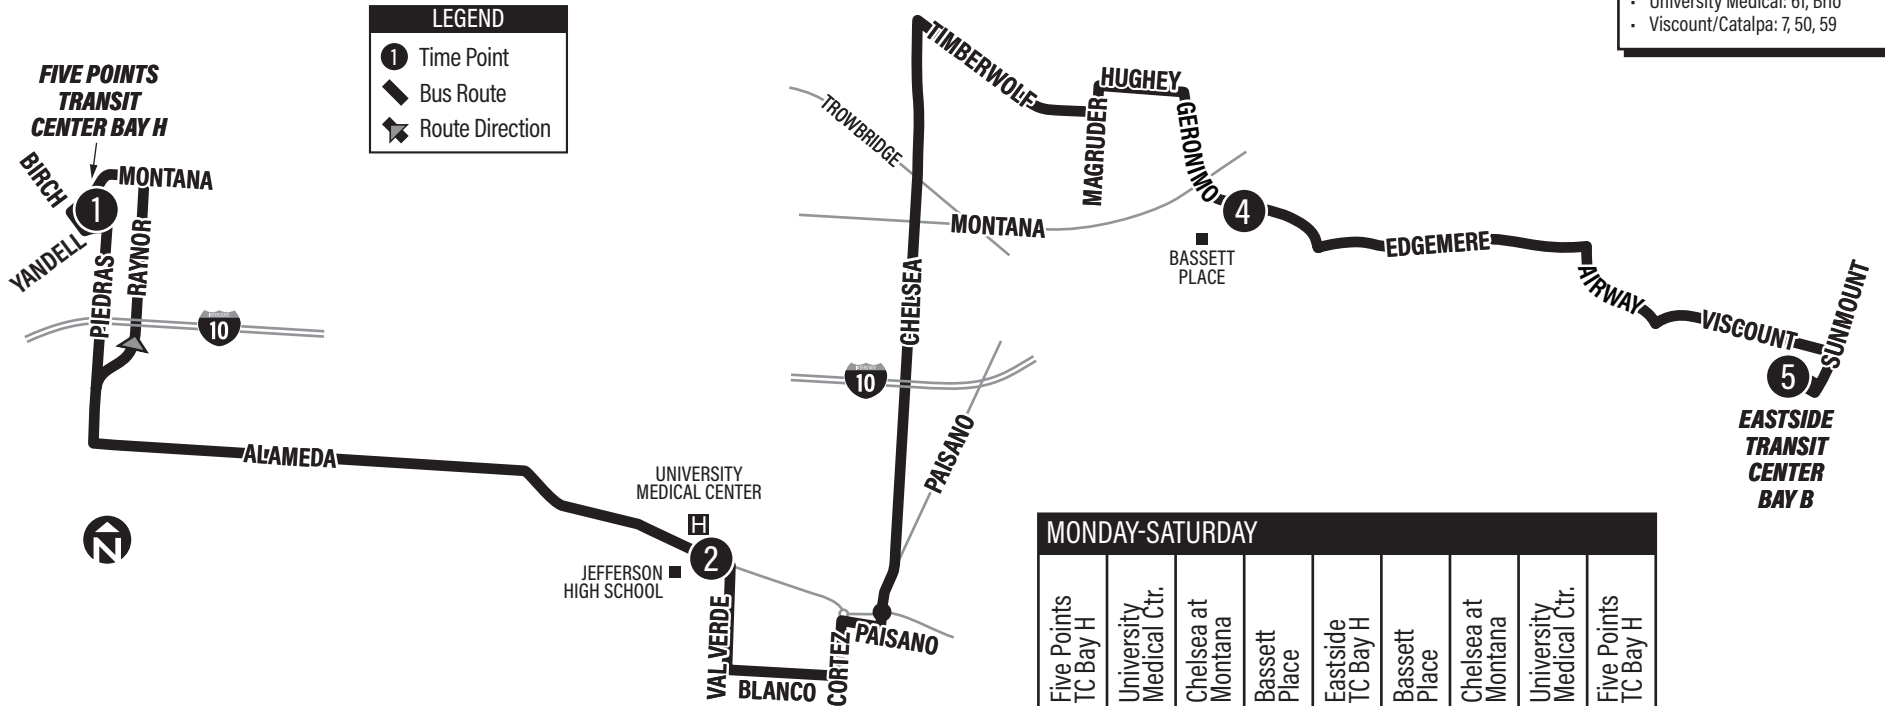 University Medical: 61, Brio
· Viscount/Catalpa: 7, 50, 59
LEGEND
1 Time Point
Bus Route
Route Direction
FIVE POINTS
TRANSIT
CENTER BAY H
BIRCH
MONTANA
1
YANDELL
PIEDRAS
RAYNOR
10
ALAMEDA
N
UNIVERSITY
MEDICAL CENTER
H
2
JEFFERSON
HIGH SCHOOL
VAL VERDE
BLANCO
CORTEZ
PAISANO
PAISANO
10
CHELSEA
MONTANA
TROWBRIDGE
TIMBERWOLF
MAGRUDER
HUGHEY
GERONIMO
4
BASSETT
PLACE
EDGEMERE
AIRWAY
VISCOUNT
SUNMOUNT
5
EASTSIDE
TRANSIT
CENTER
BAY B
MONDAY-SATURDAY
Five Points
TC Bay H
University
Medical Ctr.
Chelsea at
Montana
Bassett
Place
Eastside
TC Bay H
Bassett
Place
Chelsea at
Montana
University
Medical Ctr.
Five Points
TC Bay H